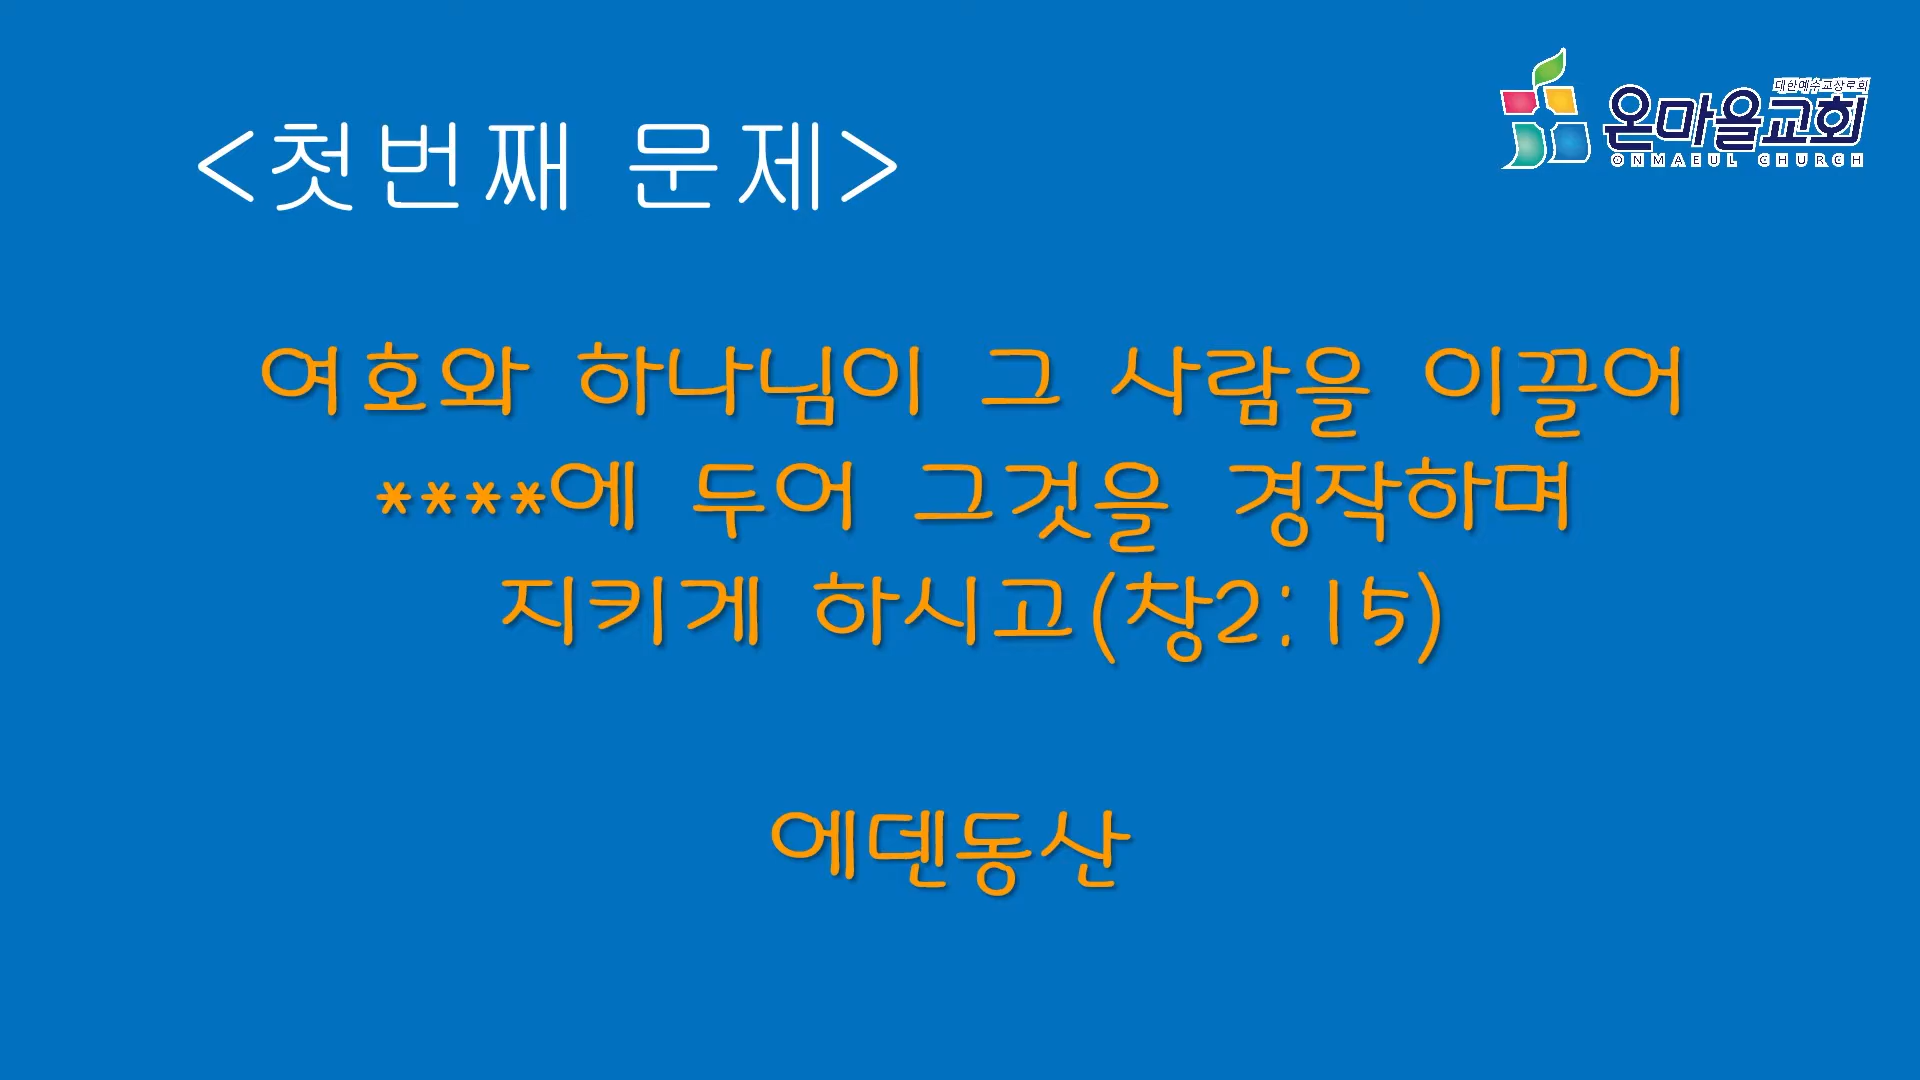 대한예수교장로회
온마을교회
ONMAEUL CHURCH
<첫번째 문제>
여호와 하나님이 그 사람을 이끌어
****에 두어 그것을 경작하며
지키게 하시고(창2:15)
에덴동산